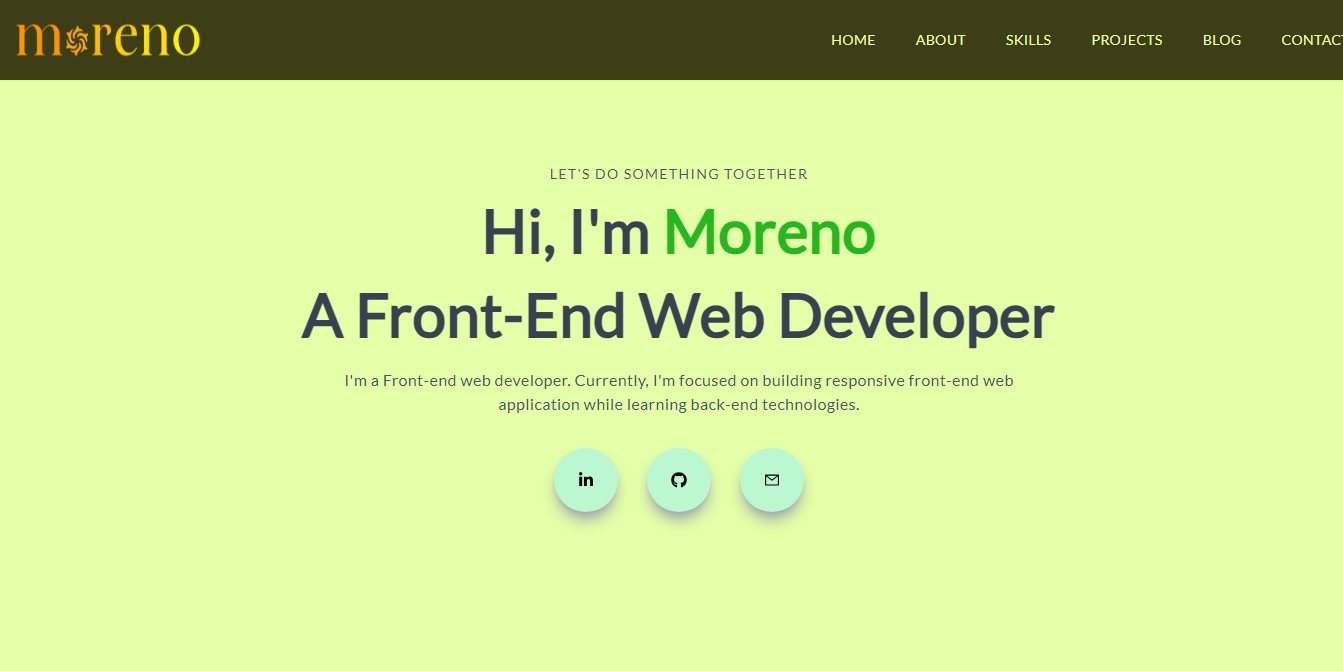 moreno
HOME ABOUT SKILLS PROJECTS BLOG CONTACT
LET'S DO SOMETHING TOGETHER
Hi, I'm Moreno
A Front-End Web Developer
I'm a Front-end web developer. Currently, I'm focused on building responsive front-end web
application while learning back-end technologies.
in